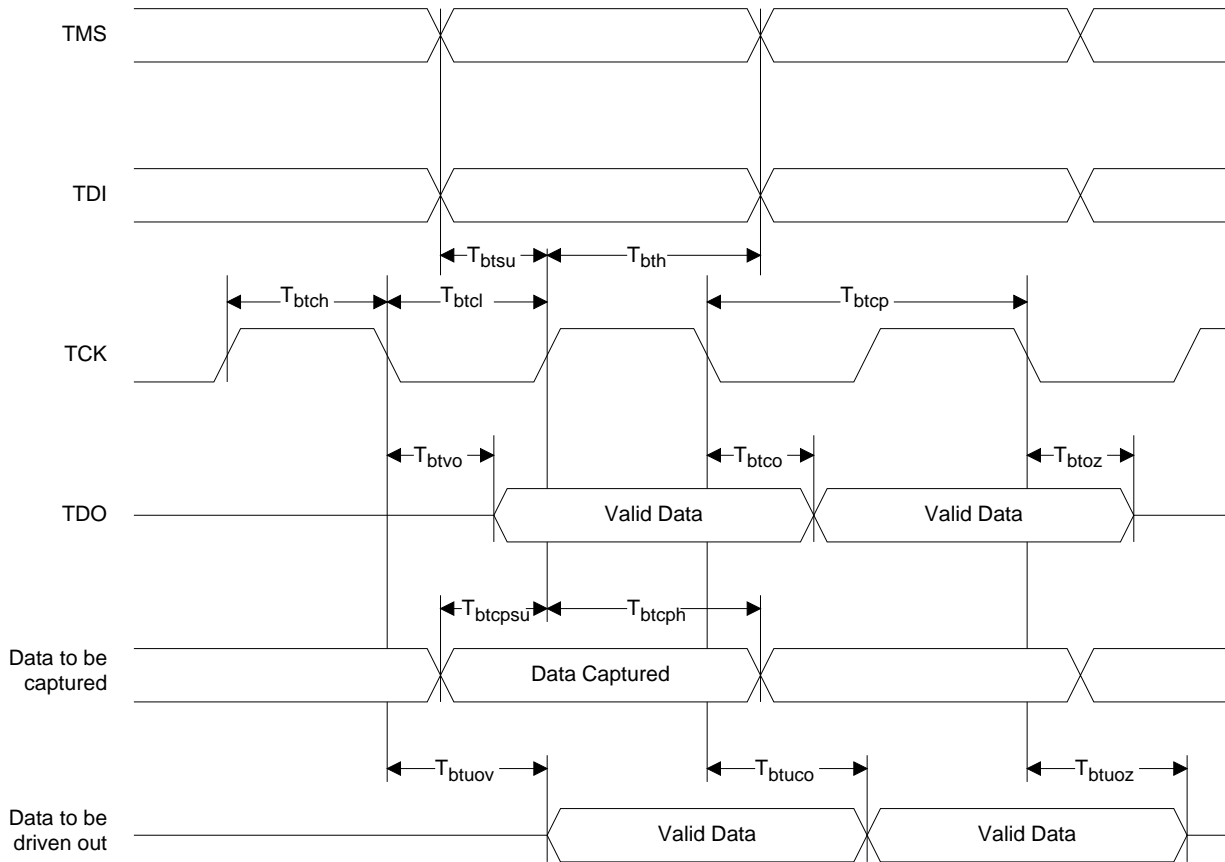 TMS
TDI
Tbtsu
Tbth
Tbtch
Tbtcl
Tbtcp
TCK
Tbtvo
Tbtco
Tbtoz
TDO
Valid Data
Valid Data
Tbtcpsu
Tbtcph
Data to be
captured
Data Captured
Tbtuov
Tbtuco
Tbtuoz
Data to be
driven out
Valid Data
Valid Data